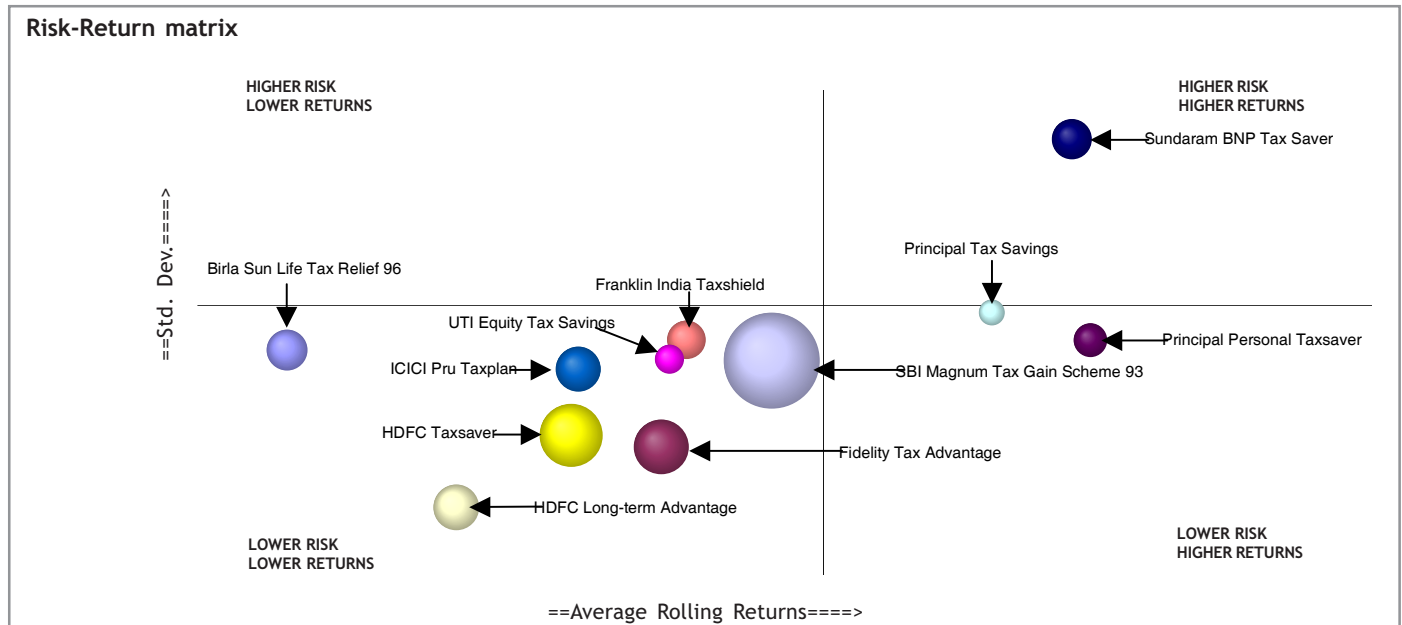 Risk-Return matrix
HIGHER RISK
LOWER RETURNS
HIGHER RISK
HIGHER RETURNS
Sundaram BNP Tax Saver
==Std. Dev.====>
Principal Tax Savings
Birla Sun Life Tax Relief 96
Franklin India Taxshield
UTI Equity Tax Savings
Principal Personal Taxsaver
ICICI Pru Taxplan
SBI Magnum Tax Gain Scheme 93
HDFC Taxsaver
Fidelity Tax Advantage
HDFC Long-term Advantage
LOWER RISK
LOWER RETURNS
LOWER RISK
HIGHER RETURNS
==Average Rolling Returns====>